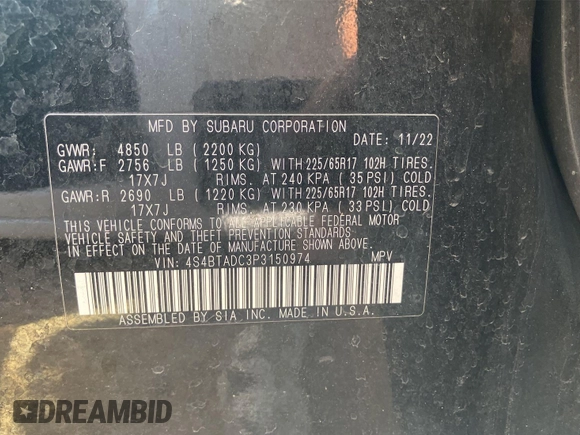 MFD BY SUBARU CORPORATION
GVWR: 4850 LB (2200 KG) DATE: 11/22
GAWR:F 2756 LB (1250 KG) WITH 225/65R17 102H TIRES.
17X7J RIMS. AT 240 KPA (35 PSI) COLD
GAWR:R 2690 LB (1220 KG) WITH 225/65R17 102H TIRES.
17X7J RIMS. AT 230 KPA (33 PSI) COLD
THIS VEHICLE CONFORMS TO ALL APPLICABLE FEDERAL MOTOR
VEHICLE SAFETY AND THEFT PREVENTION STANDARDS
IN EFFECT ON THE DATE OF MANUFACTURE SHOWN ABOVE.
VIN: 4S4BTADC3P3150974 MPV
ASSEMBLED BY SIA INC. MADE IN U.S.A.
DREAMBID